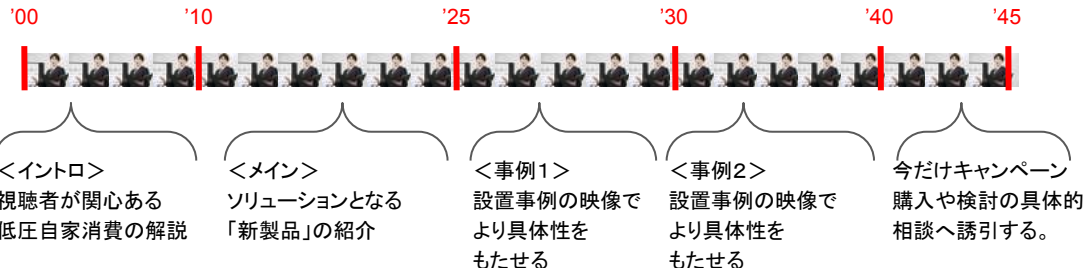 '00
'10
'25
'30
'40
'45
<イントロ>
視聴者が関心ある
低圧自家消費の解説
<メイン>
ソリューションとなる
「新製品」の紹介
<事例1>
設置事例の映像で
より具体性を
もたせる
<事例2>
設置事例の映像で
より具体性を
もたせる
今だけキャンペーン
購入や検討の具体的
相談へ誘引する。